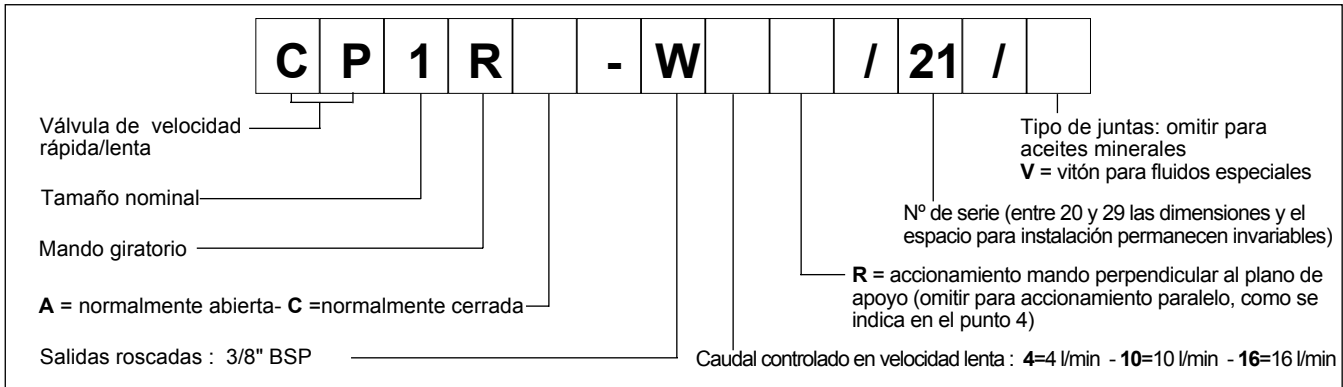 C P 1 R - W / 21 /
Válvula de velocidad
rápida/lenta
Tamaño nominal
Mando giratorio
A = normalmente abierta- C =normalmente cerrada
Salidas roscadas : 3/8" BSP
Tipo de juntas: omitir para
aceites minerales
V = vitón para fluidos especiales
Nº de serie (entre 20 y 29 las dimensiones y el
espacio para instalación permanecen invariables)
R = accionamiento mando perpendicular al plano de
apoyo (omitir para accionamiento paralelo, como se
indica en el punto 4)
Caudal controlado en velocidad lenta : 4=4 l/min - 10=10 l/min - 16=16 l/min